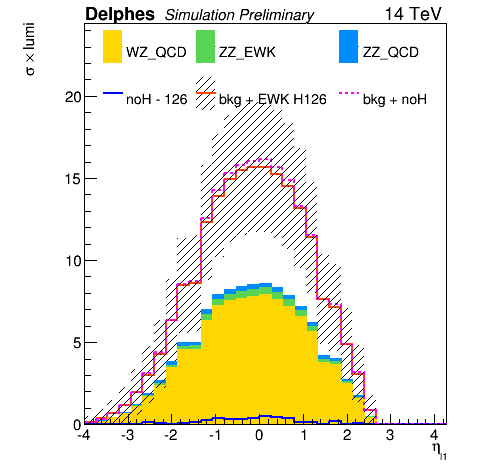 Delphes Simulation Preliminary 14 TeV
σ × lumi
WZ_QCD ZZ_EWK ZZ_QCD
noH - 126 bkg + EWK H126 bkg + noH
20
15
10
5
0
-4 -3 -2 -1 0 1 2 3 4
η_l1